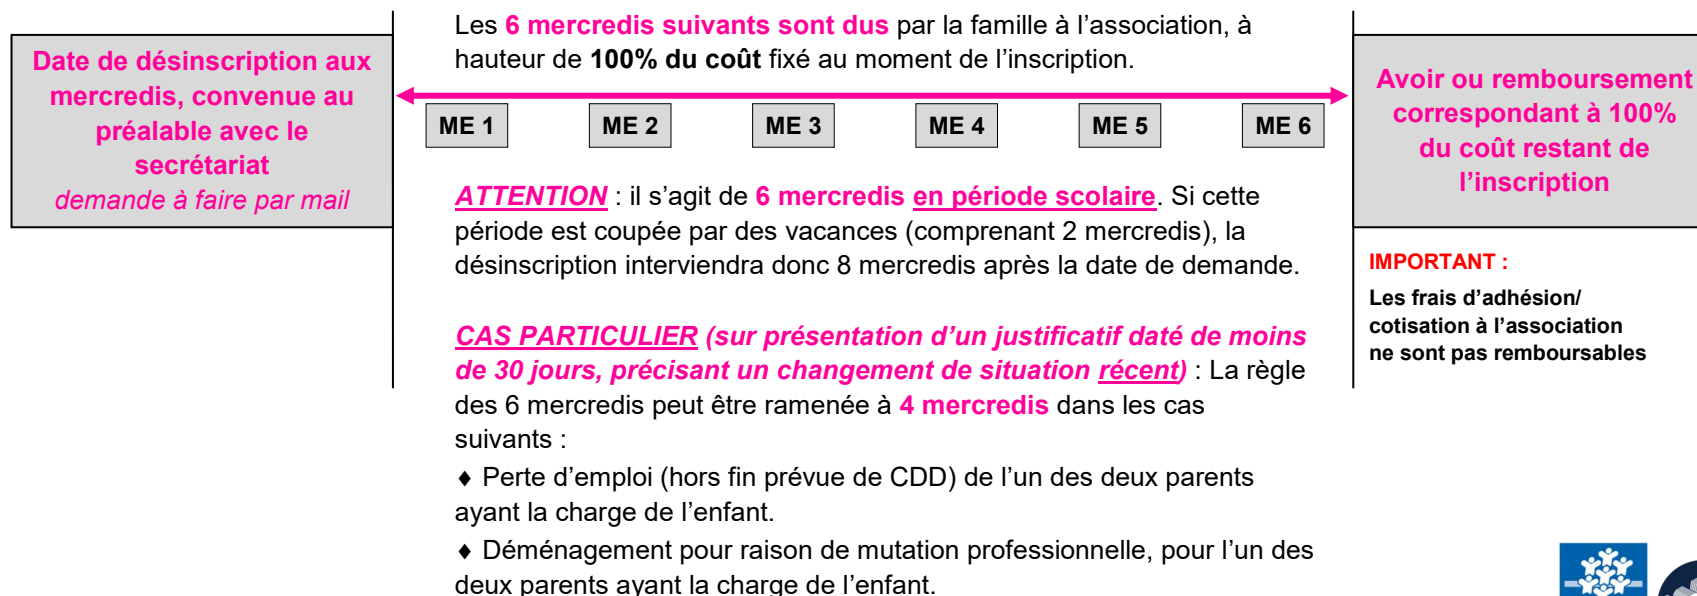 Date de désinscription aux
mercredis, convenue au
préalable avec le
secrétariat
demande à faire par mail
Les 6 mercredis suivants sont dus par la famille à l’association, à
hauteur de 100% du coût fixé au moment de l’inscription.
ME 1 ME 2 ME 3 ME 4 ME 5 ME 6
ATTENTION : il s’agit de 6 mercredis en période scolaire. Si cette
période est coupée par des vacances (comprenant 2 mercredis), la
désinscription interviendra donc 8 mercredis après la date de demande.
CAS PARTICULIER (sur présentation d’un justificatif daté de moins
de 30 jours, précisant un changement de situation récent) : La règle
des 6 mercredis peut être ramenée à 4 mercredis dans les cas
suivants :
♦ Perte d’emploi (hors fin prévue de CDD) de l’un des deux parents
ayant la charge de l’enfant.
♦ Déménagement pour raison de mutation professionnelle, pour l’un des
deux parents ayant la charge de l’enfant.
Avoir ou remboursement
correspondant à 100%
du coût restant de
l’inscription
IMPORTANT :
Les frais d’adhésion/
cotisation à l’association
ne sont pas remboursables